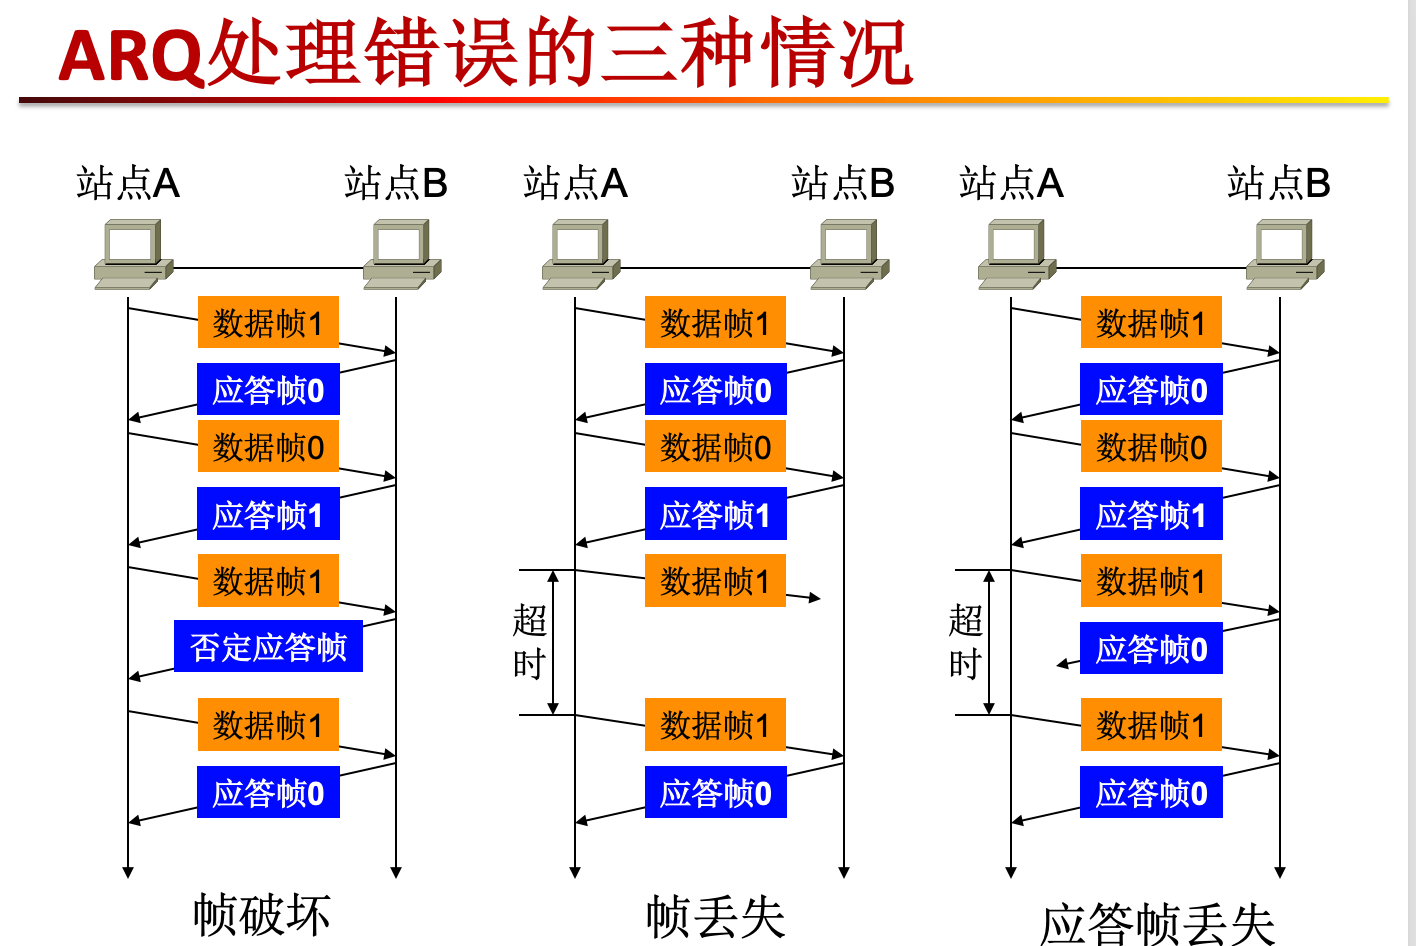 ARQ处理错误的三种情况
站点A
站点B
数据帧1
应答帧0
数据帧0
应答帧1
数据帧1
否定应答帧
数据帧1
应答帧0
帧破坏
站点A
站点B
数据帧1
应答帧0
数据帧0
应答帧1
数据帧1
超
时
数据帧1
应答帧0
帧丢失
站点A
站点B
数据帧1
应答帧0
数据帧0
应答帧1
数据帧1
超
时
应答帧0
数据帧1
应答帧0
应答帧丢失